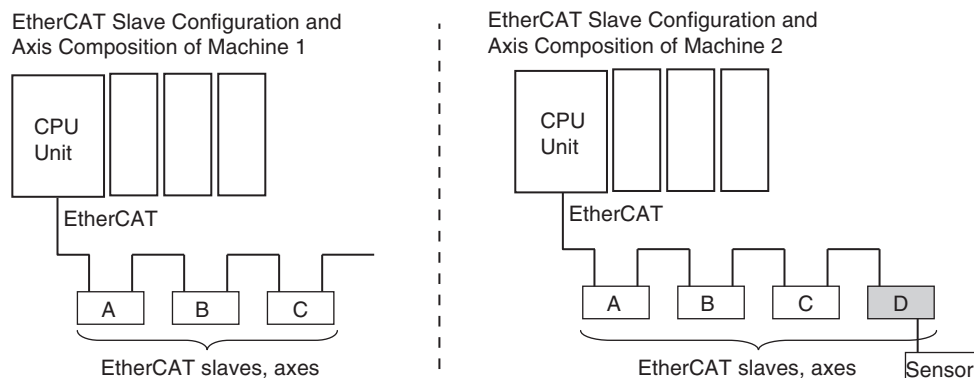 EtherCAT Slave Configuration and
Axis Composition of Machine 1
CPU
Unit
EtherCAT
A
B
C
EtherCAT slaves, axes
EtherCAT Slave Configuration and
Axis Composition of Machine 2
CPU
Unit
EtherCAT
A
B
C
D
EtherCAT slaves, axes
Sensor